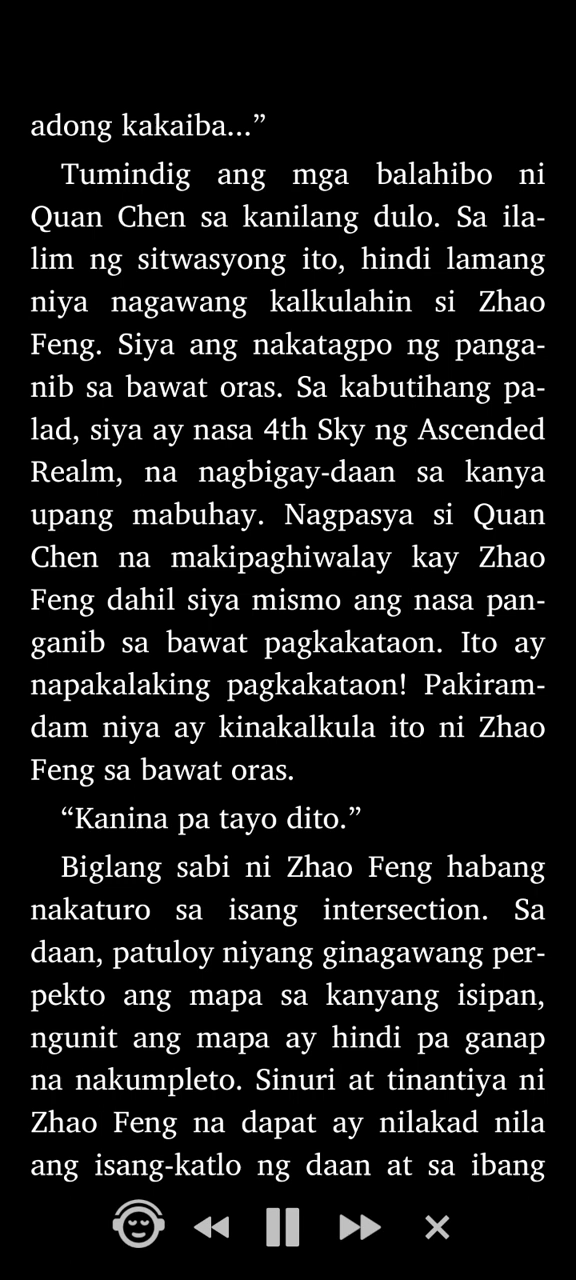 adong kakaiba...”
Tumindig ang mga balahibo ni
Quan Chen sa kanilang dulo. Sa ila-
lim ng sitwasyong ito, hindi lamang
niya nagawang kalkulahin si Zhao
Feng. Siya ang nakatagpo ng panga-
nib sa bawat oras. Sa kabutihang pa-
lad, siya ay nasa 4th Sky ng Ascended
Realm, na nagbigay-daan sa kanya
upang mabuhay. Nagpasya si Quan
Chen na makipaghiwalay kay Zhao
Feng dahil siya mismo ang nasa pan-
ganib sa bawat pagkakataon. Ito ay
napakalaking pagkakataon! Pakiram-
dam niya ay kinakalkula ito ni Zhao
Feng sa bawat oras.
“Kanina pa tayo dito.”
Biglang sabi ni Zhao Feng habang
nakaturo sa isang intersection. Sa
daan, patuloy niyang ginagawang per-
pekto ang mapa sa kanyang isipan,
ngunit ang mapa ay hindi pa ganap
na nakumpleto. Sinuri at tinantiya ni
Zhao Feng na dapat ay nilakad nila
ang isang-katlo ng daan at sa ibang